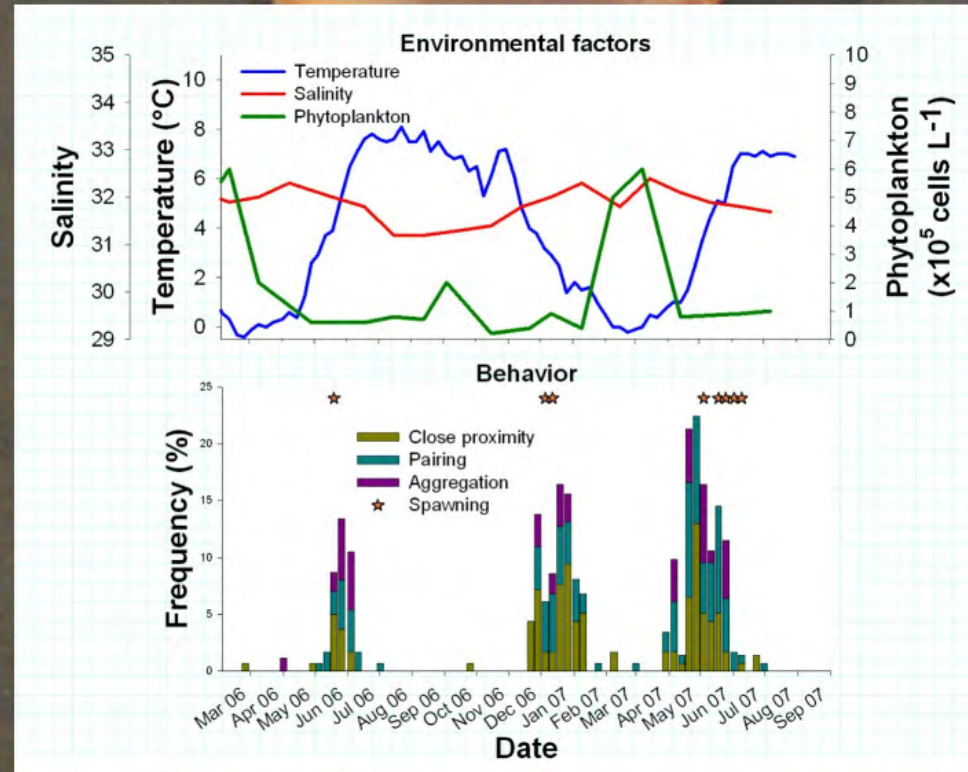 Environmental factors
Temperature
Salinity
Phytoplankton
Salinity
35
34
33
32
31
30
29
Temperature (°C)
10
8
6
4
2
0
10
9
8
7
6
5
4
3
2
1
0
Phytoplankton
(x10⁵ cells L-¹)
Behavior
Close proximity
Pairing
Aggregation
Spawning
Frequency (%)
25
20
15
10
5
0
Mar 06
Apr 06
May 06
Jun 06
Jul 06
Aug 06
Sep 06
Oct 06
Nov 06
Dec 06
Jan 07
Feb 07
Mar 07
Apr 07
May 07
Jun 07
Jul 07
Aug 07
Sep 07
Date